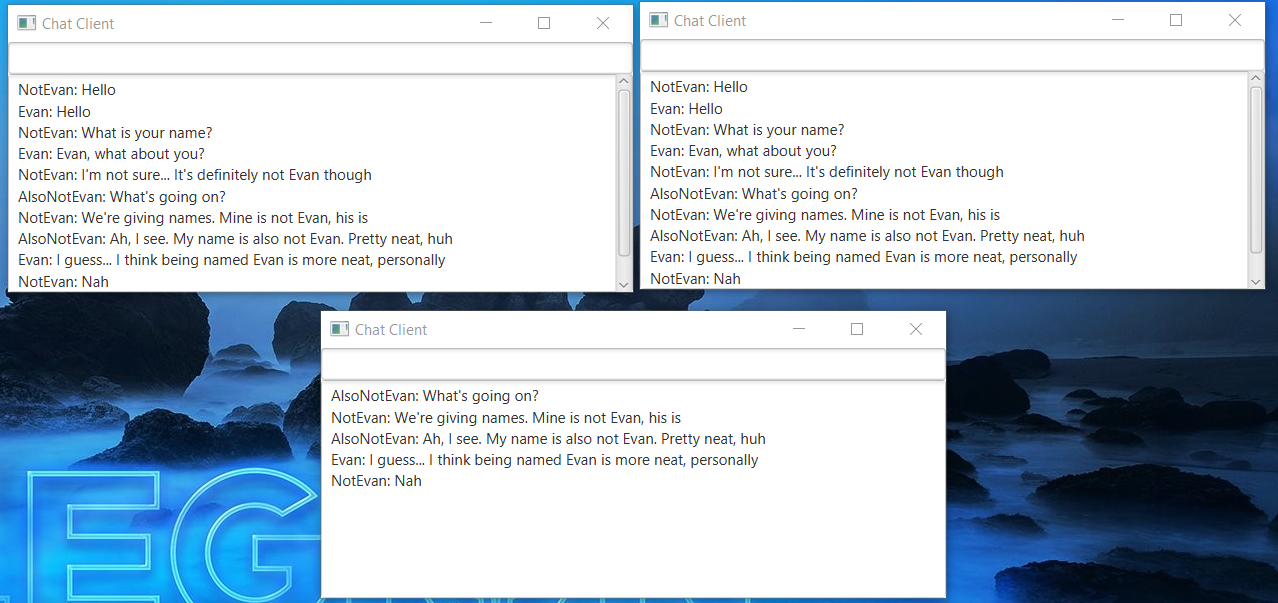 Chat Client
NotEvan: Hello
Evan: Hello
NotEvan: What is your name?
Evan: Evan, what about you?
NotEvan: I'm not sure... It's definitely not Evan though
AlsoNotEvan: What's going on?
NotEvan: We're giving names. Mine is not Evan, his is
AlsoNotEvan: Ah, I see. My name is also not Evan. Pretty neat, huh
Evan: I guess... I think being named Evan is more neat, personally
NotEvan: Nah
Chat Client
NotEvan: Hello
Evan: Hello
NotEvan: What is your name?
Evan: Evan, what about you?
NotEvan: I'm not sure... It's definitely not Evan though
AlsoNotEvan: What's going on?
NotEvan: We're giving names. Mine is not Evan, his is
AlsoNotEvan: Ah, I see. My name is also not Evan. Pretty neat, huh
Evan: I guess... I think being named Evan is more neat, personally
NotEvan: Nah
Chat Client
AlsoNotEvan: What's going on?
NotEvan: We're giving names. Mine is not Evan, his is
AlsoNotEvan: Ah, I see. My name is also not Evan. Pretty neat, huh
Evan: I guess... I think being named Evan is more neat, personally
NotEvan: Nah